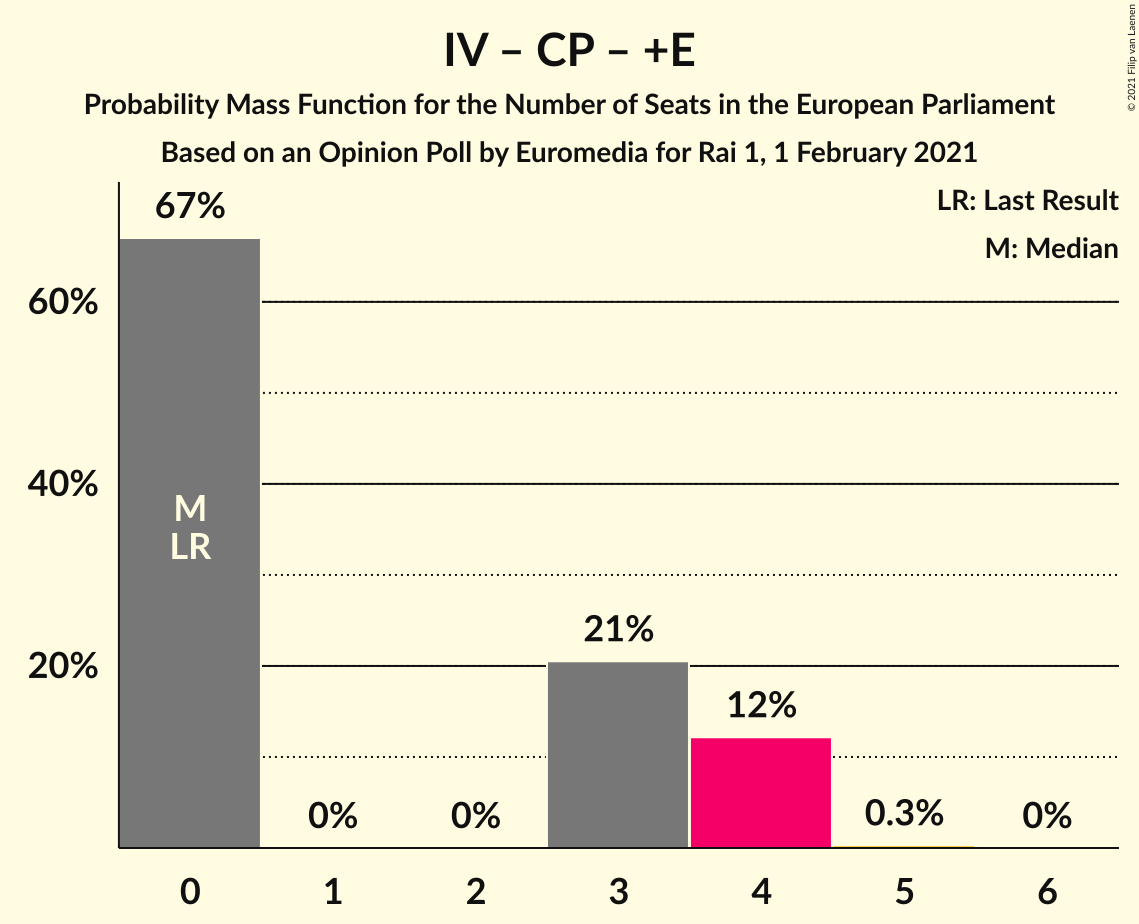 IV – CP – +E
Probability Mass Function for the Number of Seats in the European Parliament
Based on an Opinion Poll by Euromedia for Rai 1, 1 February 2021
© 2021 Filip van Laenen
LR: Last Result
M: Median
67%
60%
40%
M
LR
21%
20%
12%
0%
0%
0.3%
0%
0
1
2
3
4
5
6